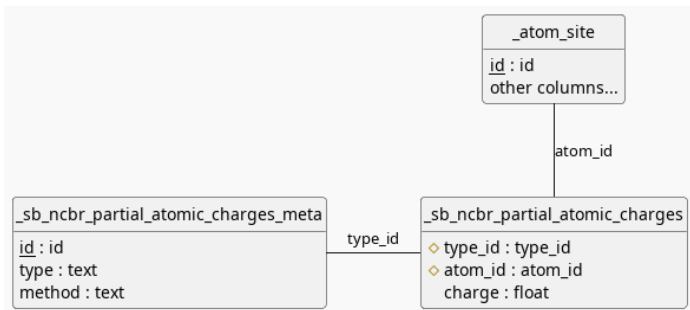 _atom_site
id : id
other columns...
atom_id
_sb_ncbr_partial_atomic_charges_meta
id : id
type : text
method : text
type_id
_sb_ncbr_partial_atomic_charges
type_id : type_id
atom_id : atom_id
charge : float